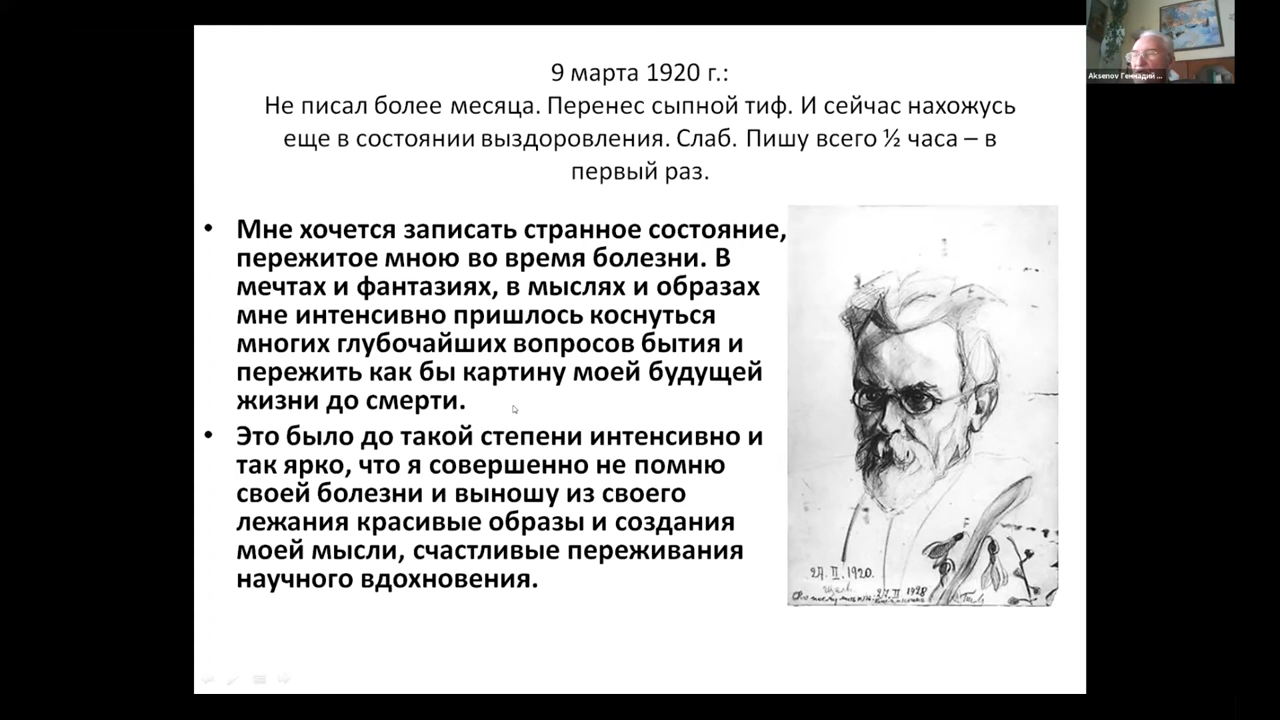 Aksenov Геннадий ...
9 марта 1920 г.:
Не писал более месяца. Перенес сыпной тиф. И сейчас нахожусь
еще в состоянии выздоровления. Слаб. Пишу всего ½ часа – в
первый раз.
• Мне хочется записать странное состояние,
пережитое мною во время болезни. В
мечтах и фантазиях, в мыслях и образах
мне интенсивно пришлось коснуться
многих глубочайших вопросов бытия и
пережить как бы картину моей будущей
жизни до смерти.
• Это было до такой степени интенсивно и
так ярко, что я совершенно не помню
своей болезни и выношу из своего
лежания красивые образы и создания
моей мысли, счастливые переживания
научного вдохновения.
27. II. 1920.
27. II 1928